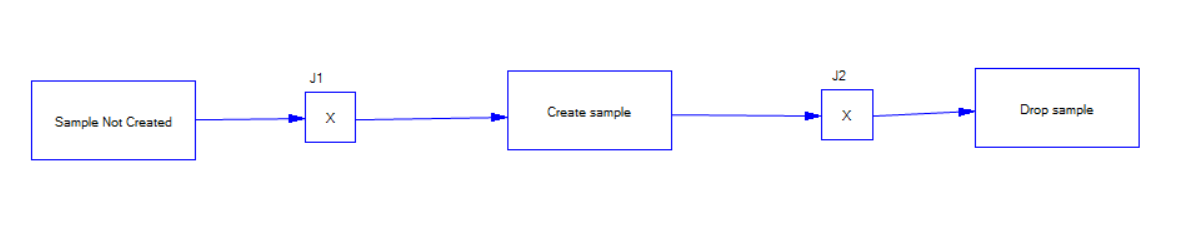 J1
J2
Sample Not Created
X
Create sample
X
Drop sample